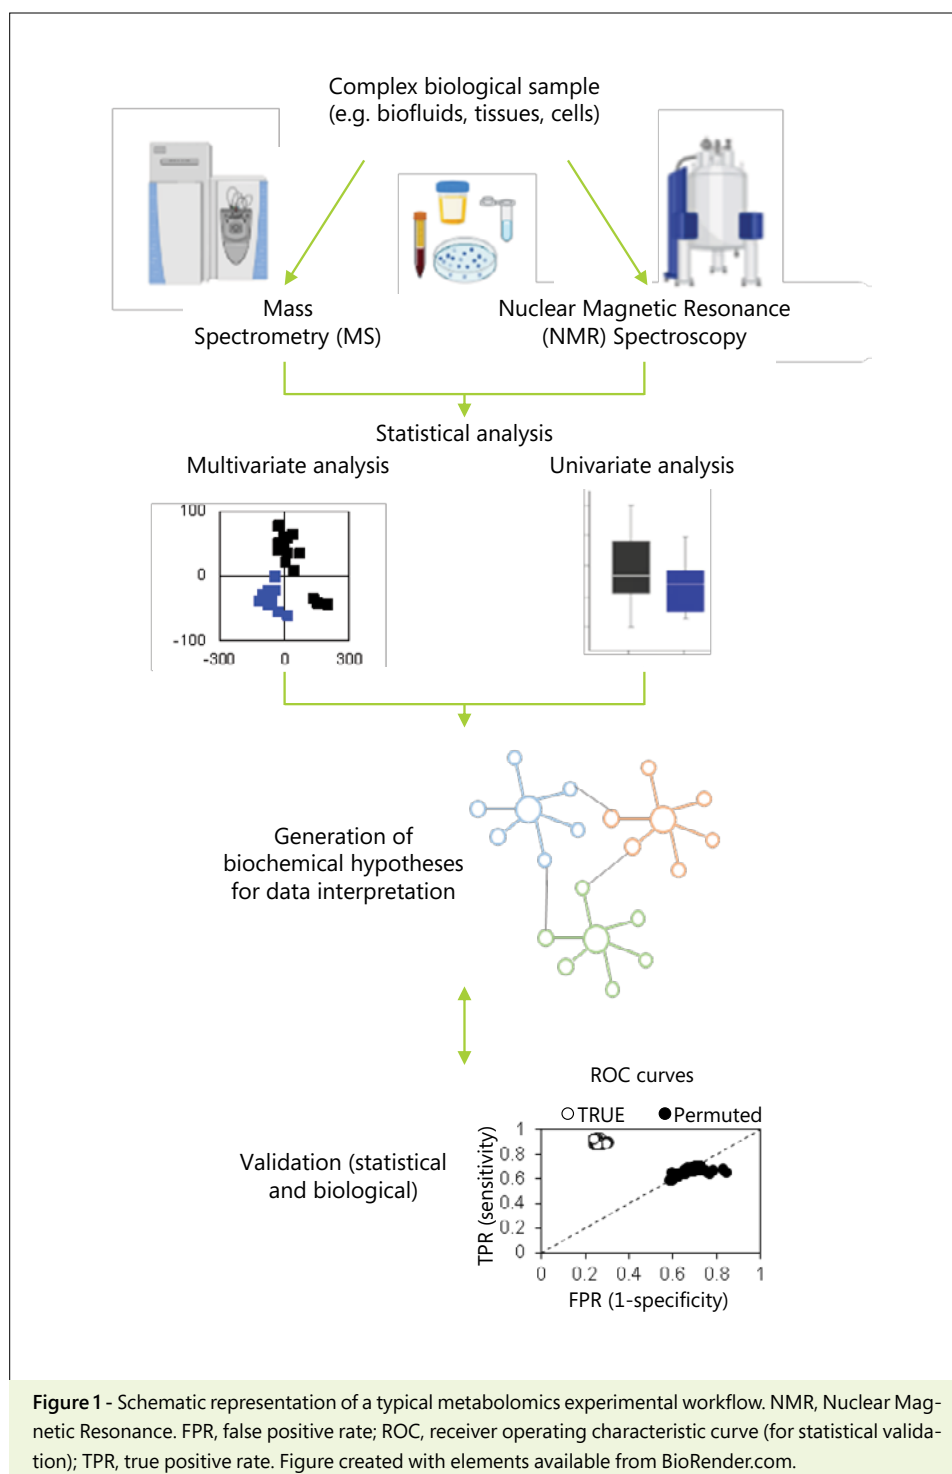 Complex biological sample
(e.g. biofluids, tissues, cells)
Mass
Spectrometry (MS)
Nuclear Magnetic Resonance
(NMR) Spectroscopy
Statistical analysis
Multivariate analysis
Univariate analysis
100
0
-100
-300 0 300
Generation of
biochemical hypotheses
for data interpretation
ROC curves
TRUE Permuted
Validation (statistical
and biological)
TPR (sensitivity)
1
0.8
0.6
0.4
0.2
0
0 0.2 0.4 0.6 0.8 1
FPR (1-specificity)
Figure 1 - Schematic representation of a typical metabolomics experimental workflow. NMR, Nuclear Mag-
netic Resonance. FPR, false positive rate; ROC, receiver operating characteristic curve (for statistical valida-
tion); TPR, true positive rate. Figure created with elements available from BioRender.com.